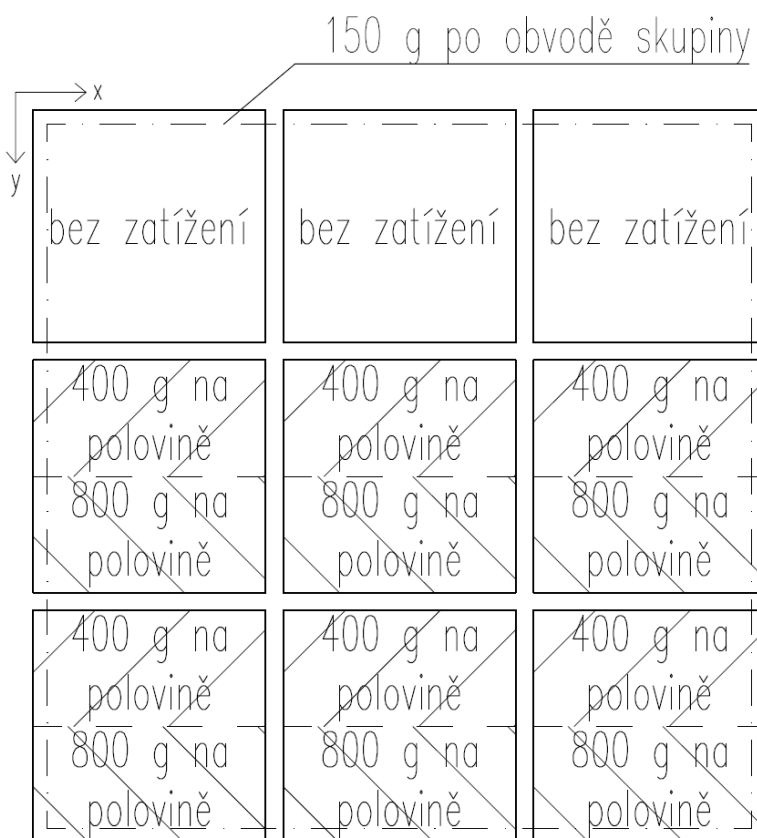 150 g po obvodě skupiny
x
y
bez zatížení bez zatížení bez zatížení
400 g na 400 g na 400 g na
polovině polovině polovině
800 g na 800 g na 800 g na
polovině polovině polovině
400 g na 400 g na 400 g na
polovině polovině polovině
800 g na 800 g na 800 g na
polovině polovině polovině